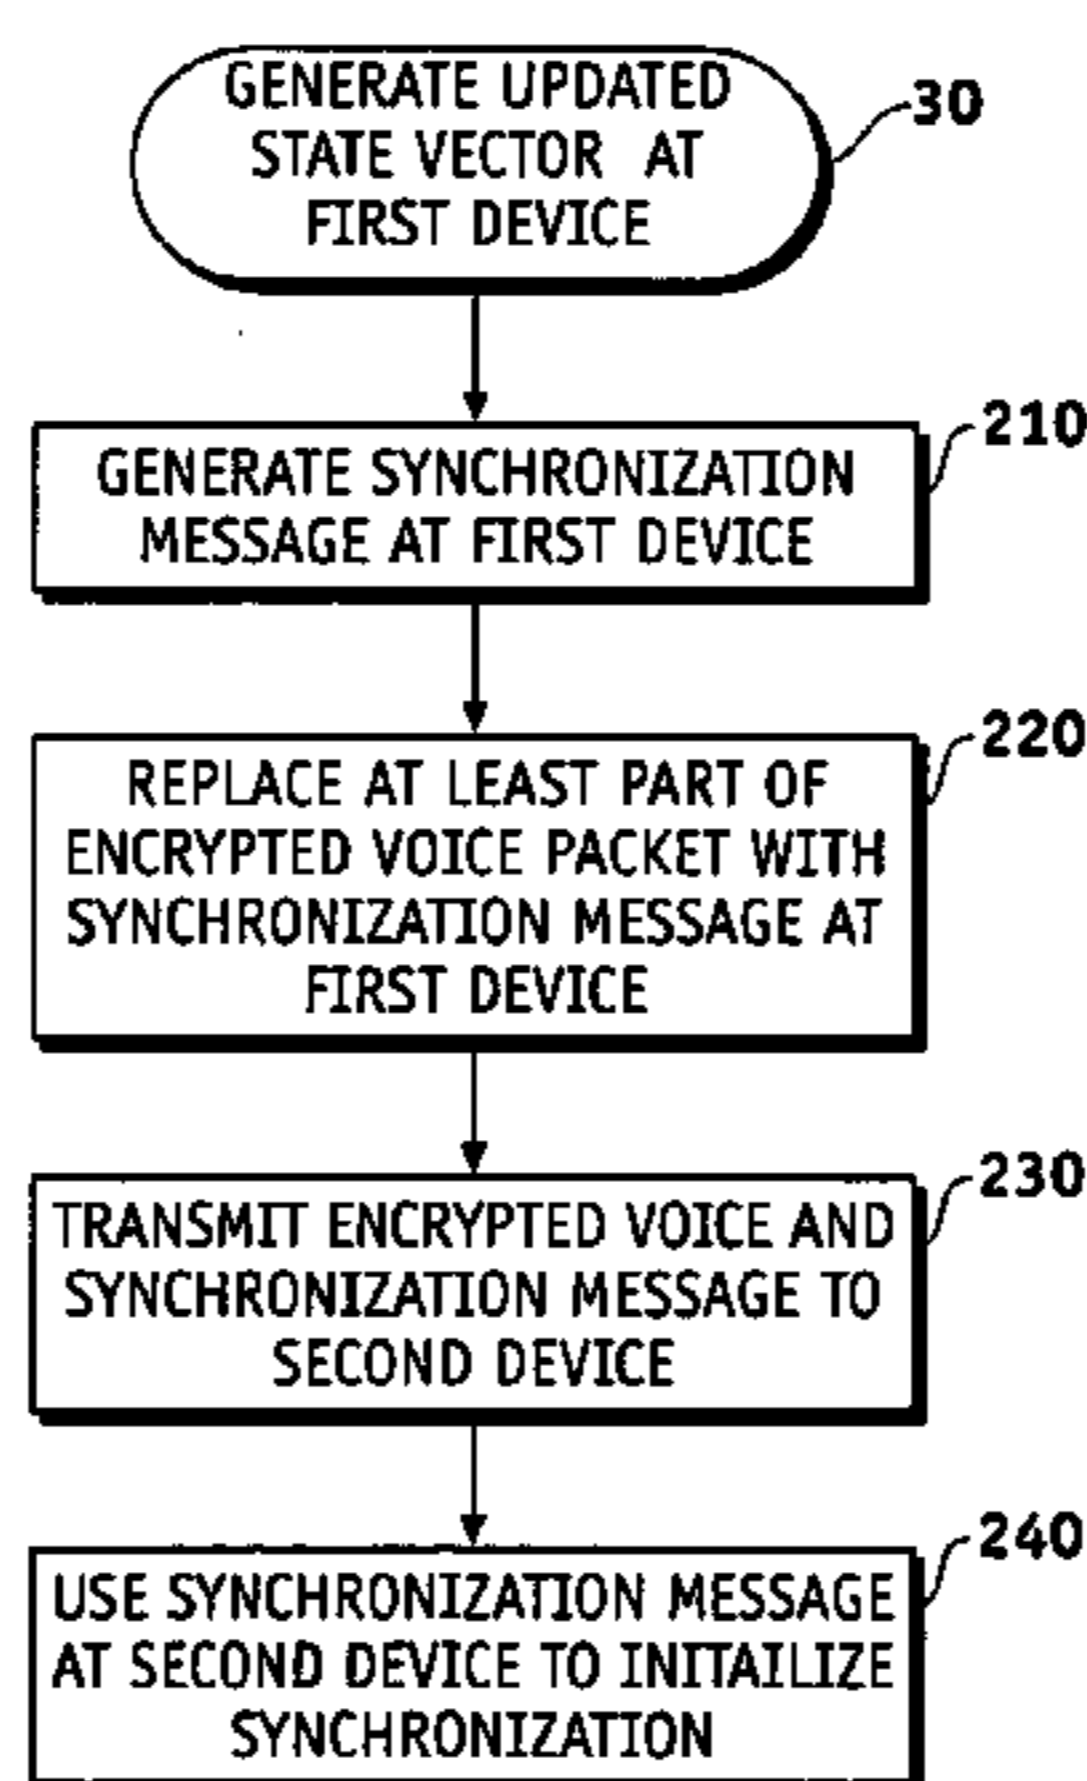 GENERATE UPDATED
STATE VECTOR AT
FIRST DEVICE
30
GENERATE SYNCHRONIZATION
MESSAGE AT FIRST DEVICE
210
REPLACE AT LEAST PART OF
ENCRYPTED VOICE PACKET WITH
SYNCHRONIZATION MESSAGE AT
FIRST DEVICE
220
TRANSMIT ENCRYPTED VOICE AND
SYNCHRONIZATION MESSAGE TO
SECOND DEVICE
230
USE SYNCHRONIZATION MESSAGE
AT SECOND DEVICE TO INITAILIZE
SYNCHRONIZATION
240